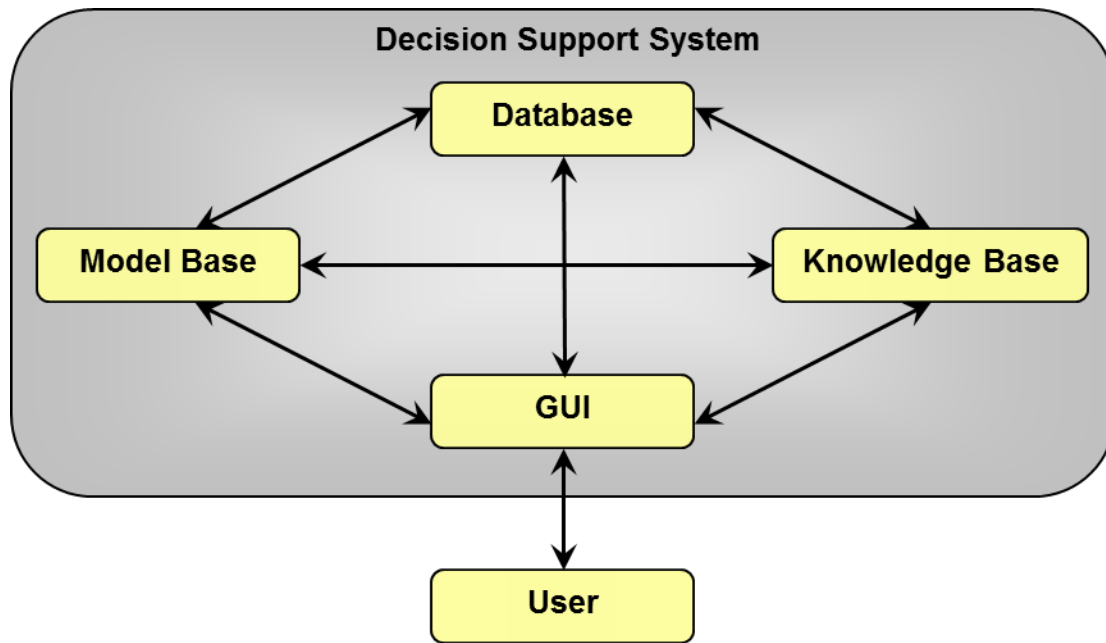 Decision Support System
Database
Model Base
Knowledge Base
GUI
User